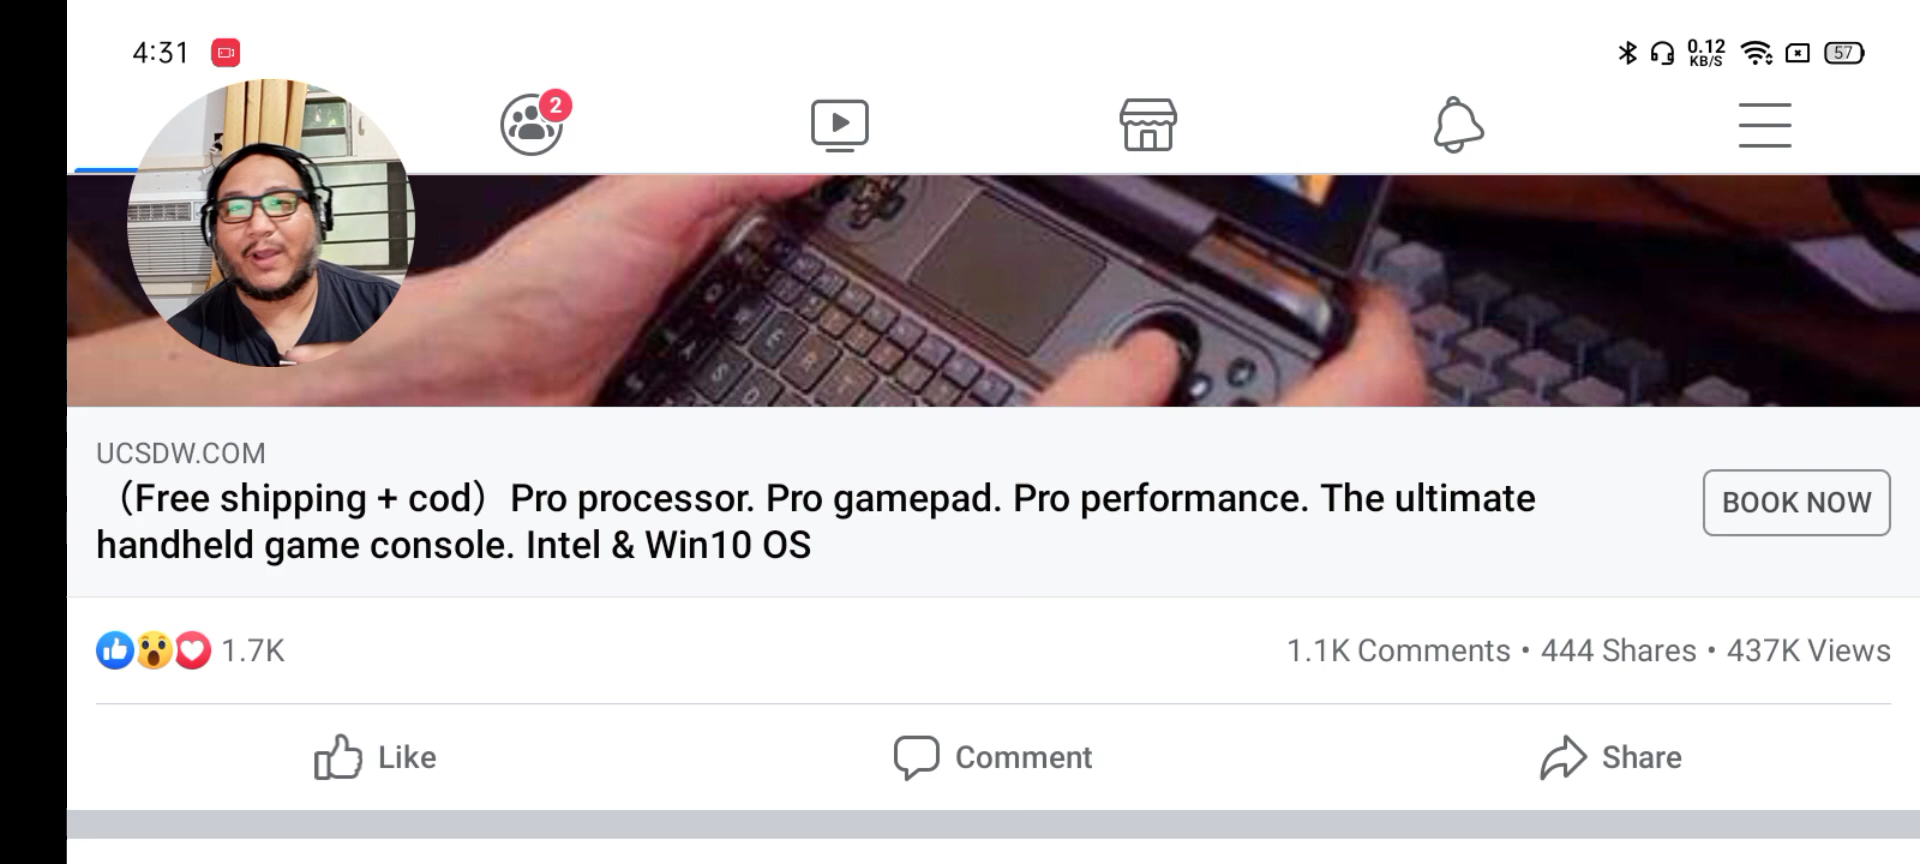 4:31
0.12
KB/S
57
2
UCSDW.COM
（Free shipping + cod）Pro processor. Pro gamepad. Pro performance. The ultimate
handheld game console. Intel & Win10 OS
BOOK NOW
1.7K
1.1K Comments • 444 Shares • 437K Views
Like
Comment
Share